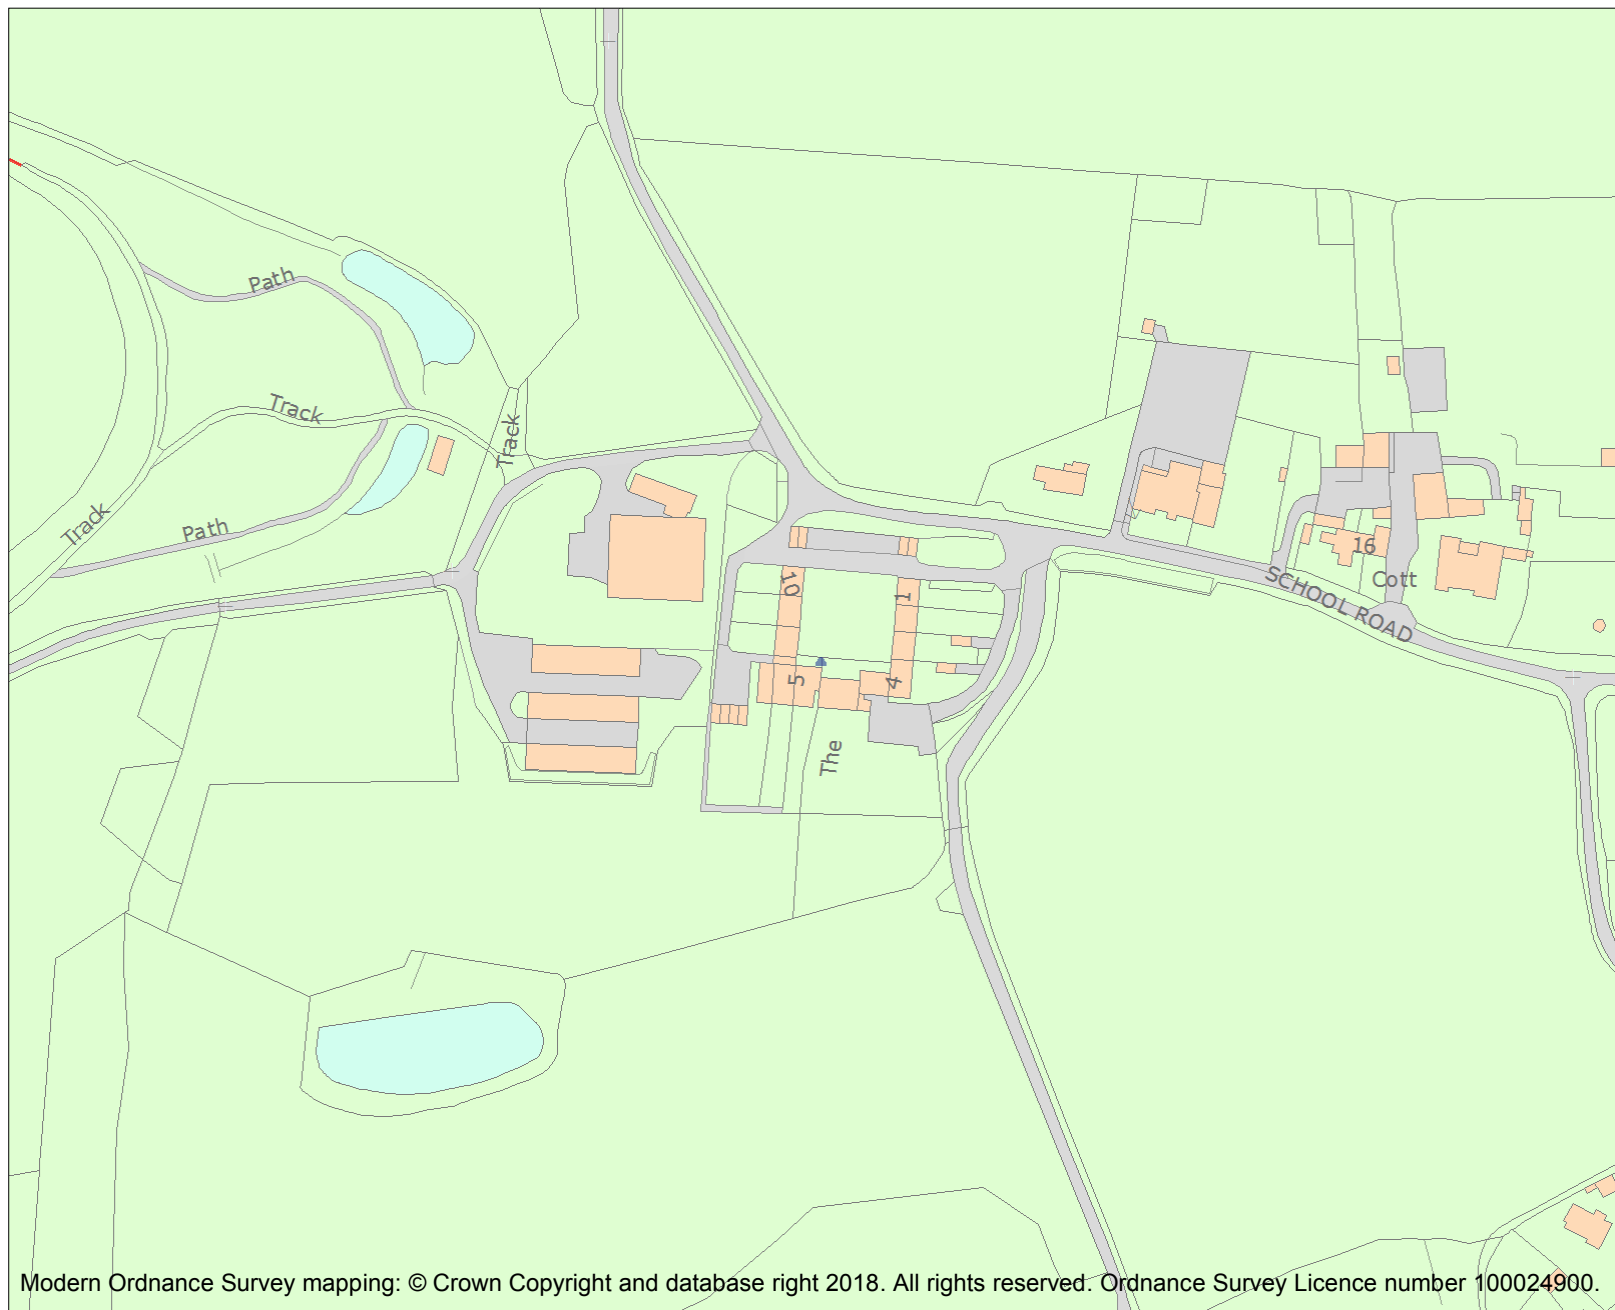 Path
Track
Track
Track
Path
10
1
16
Cott
SCHOOL ROAD
5
4
The
Modern Ordnance Survey mapping: © Crown Copyright and database right 2018. All rights reserved. Ordnance Survey Licence number 100024900.